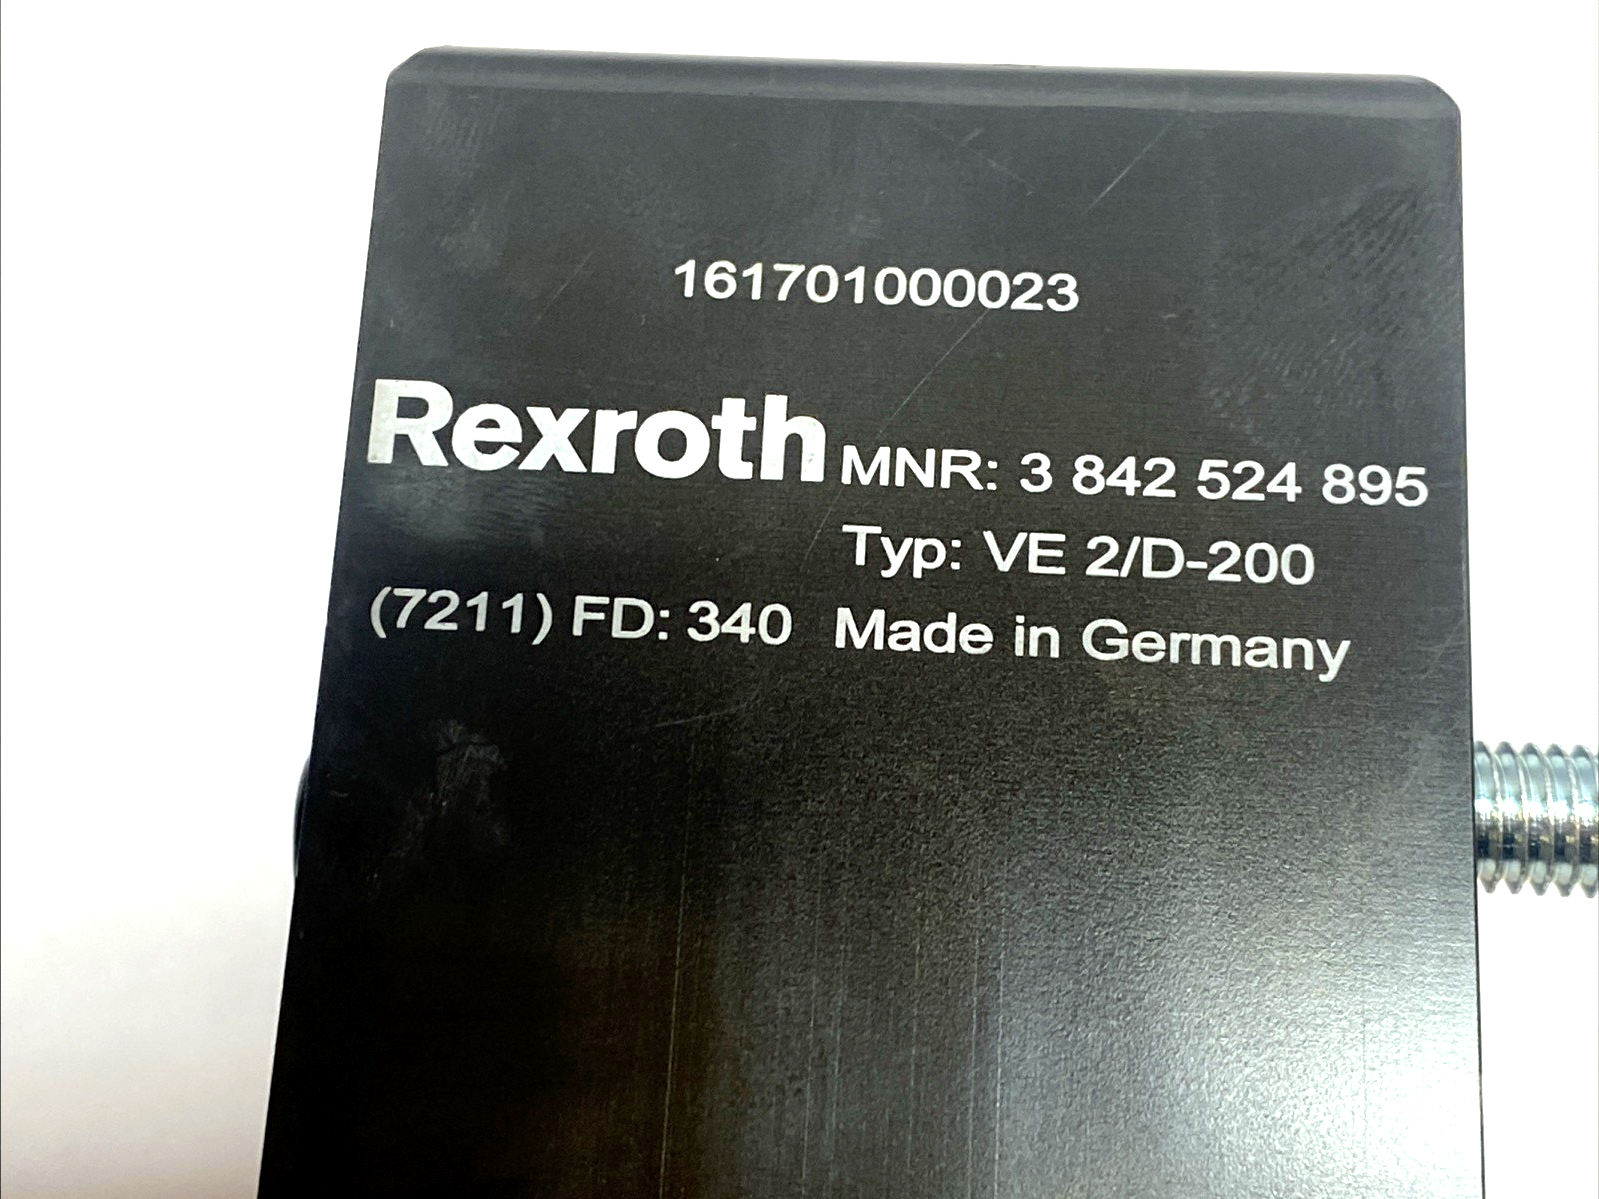 161701000023
Rexroth MNR: 3 842 524 895
Typ: VE 2/D-200
(7211) FD: 340 Made in Germany